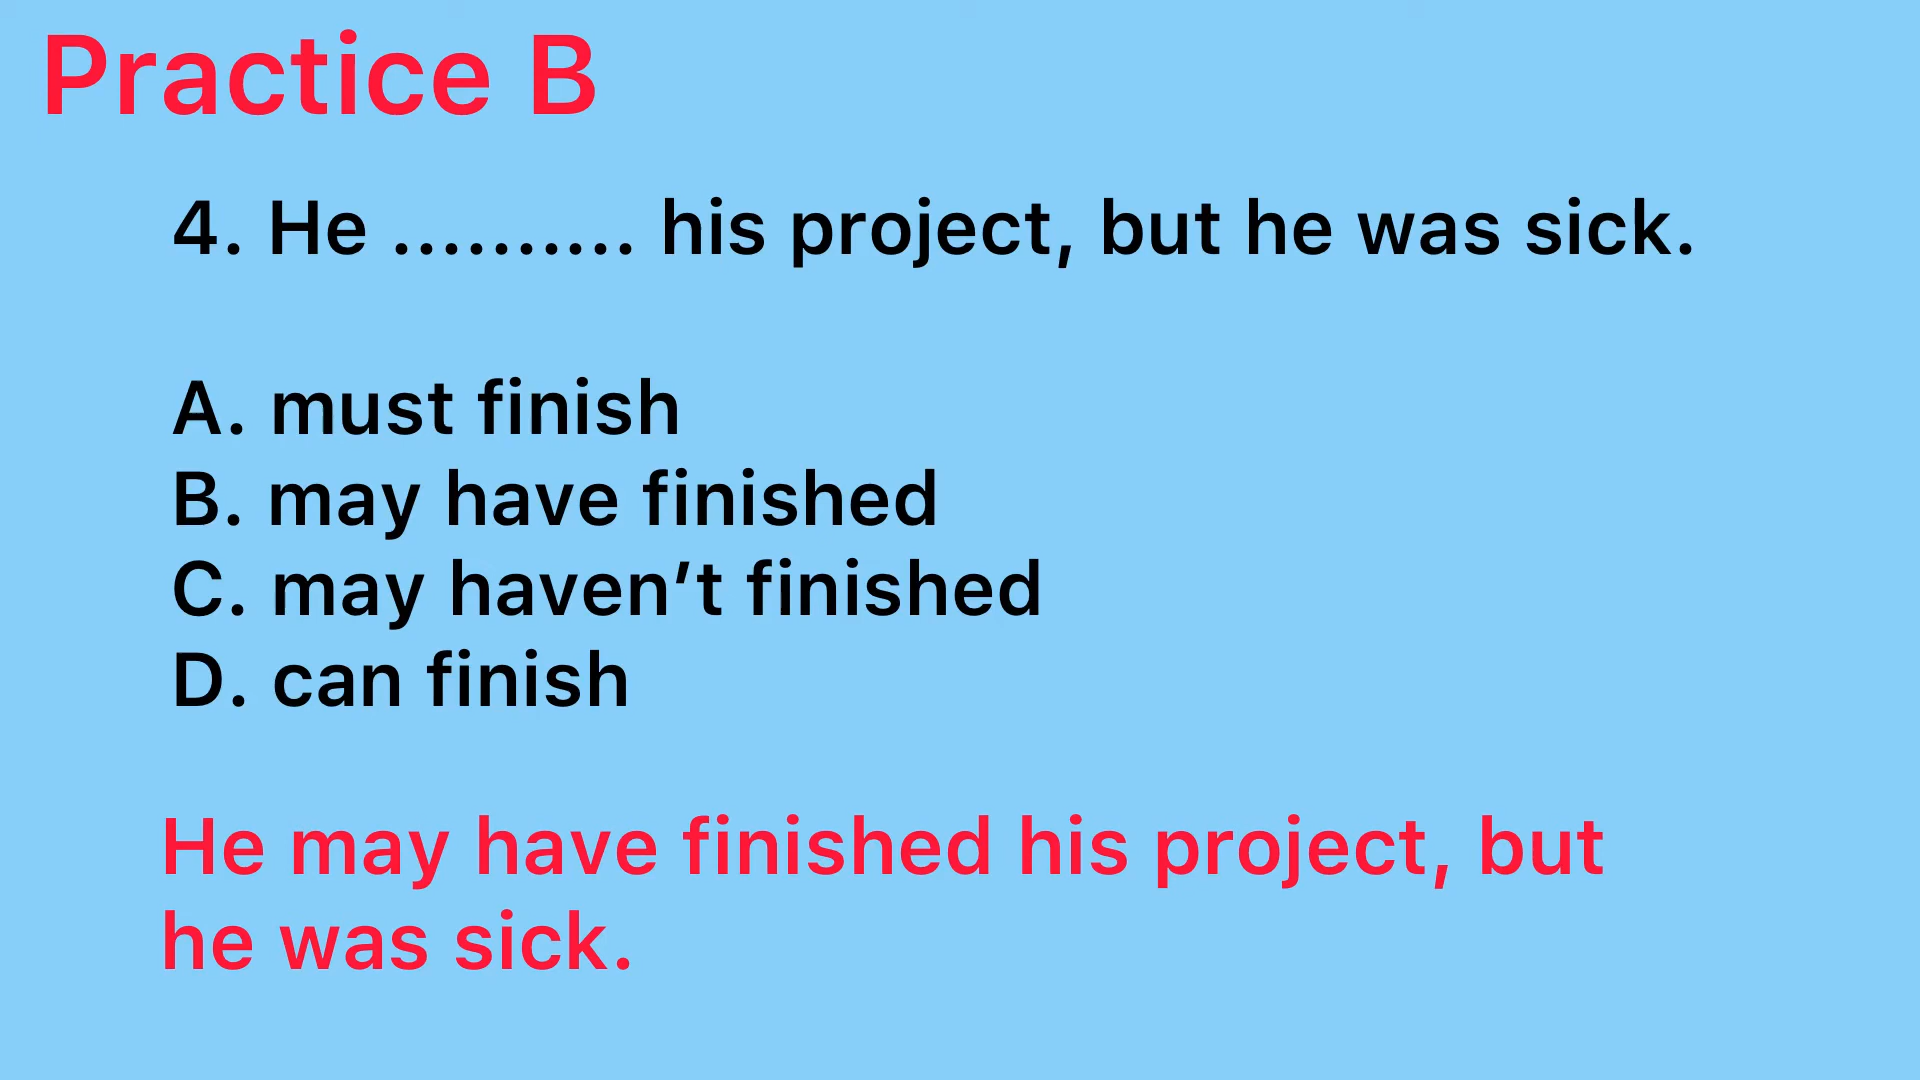 Practice B
4. He .......... his project, but he was sick.
A. must finish
B. may have finished
C. may haven’t finished
D. can finish
He may have finished his project, but
he was sick.